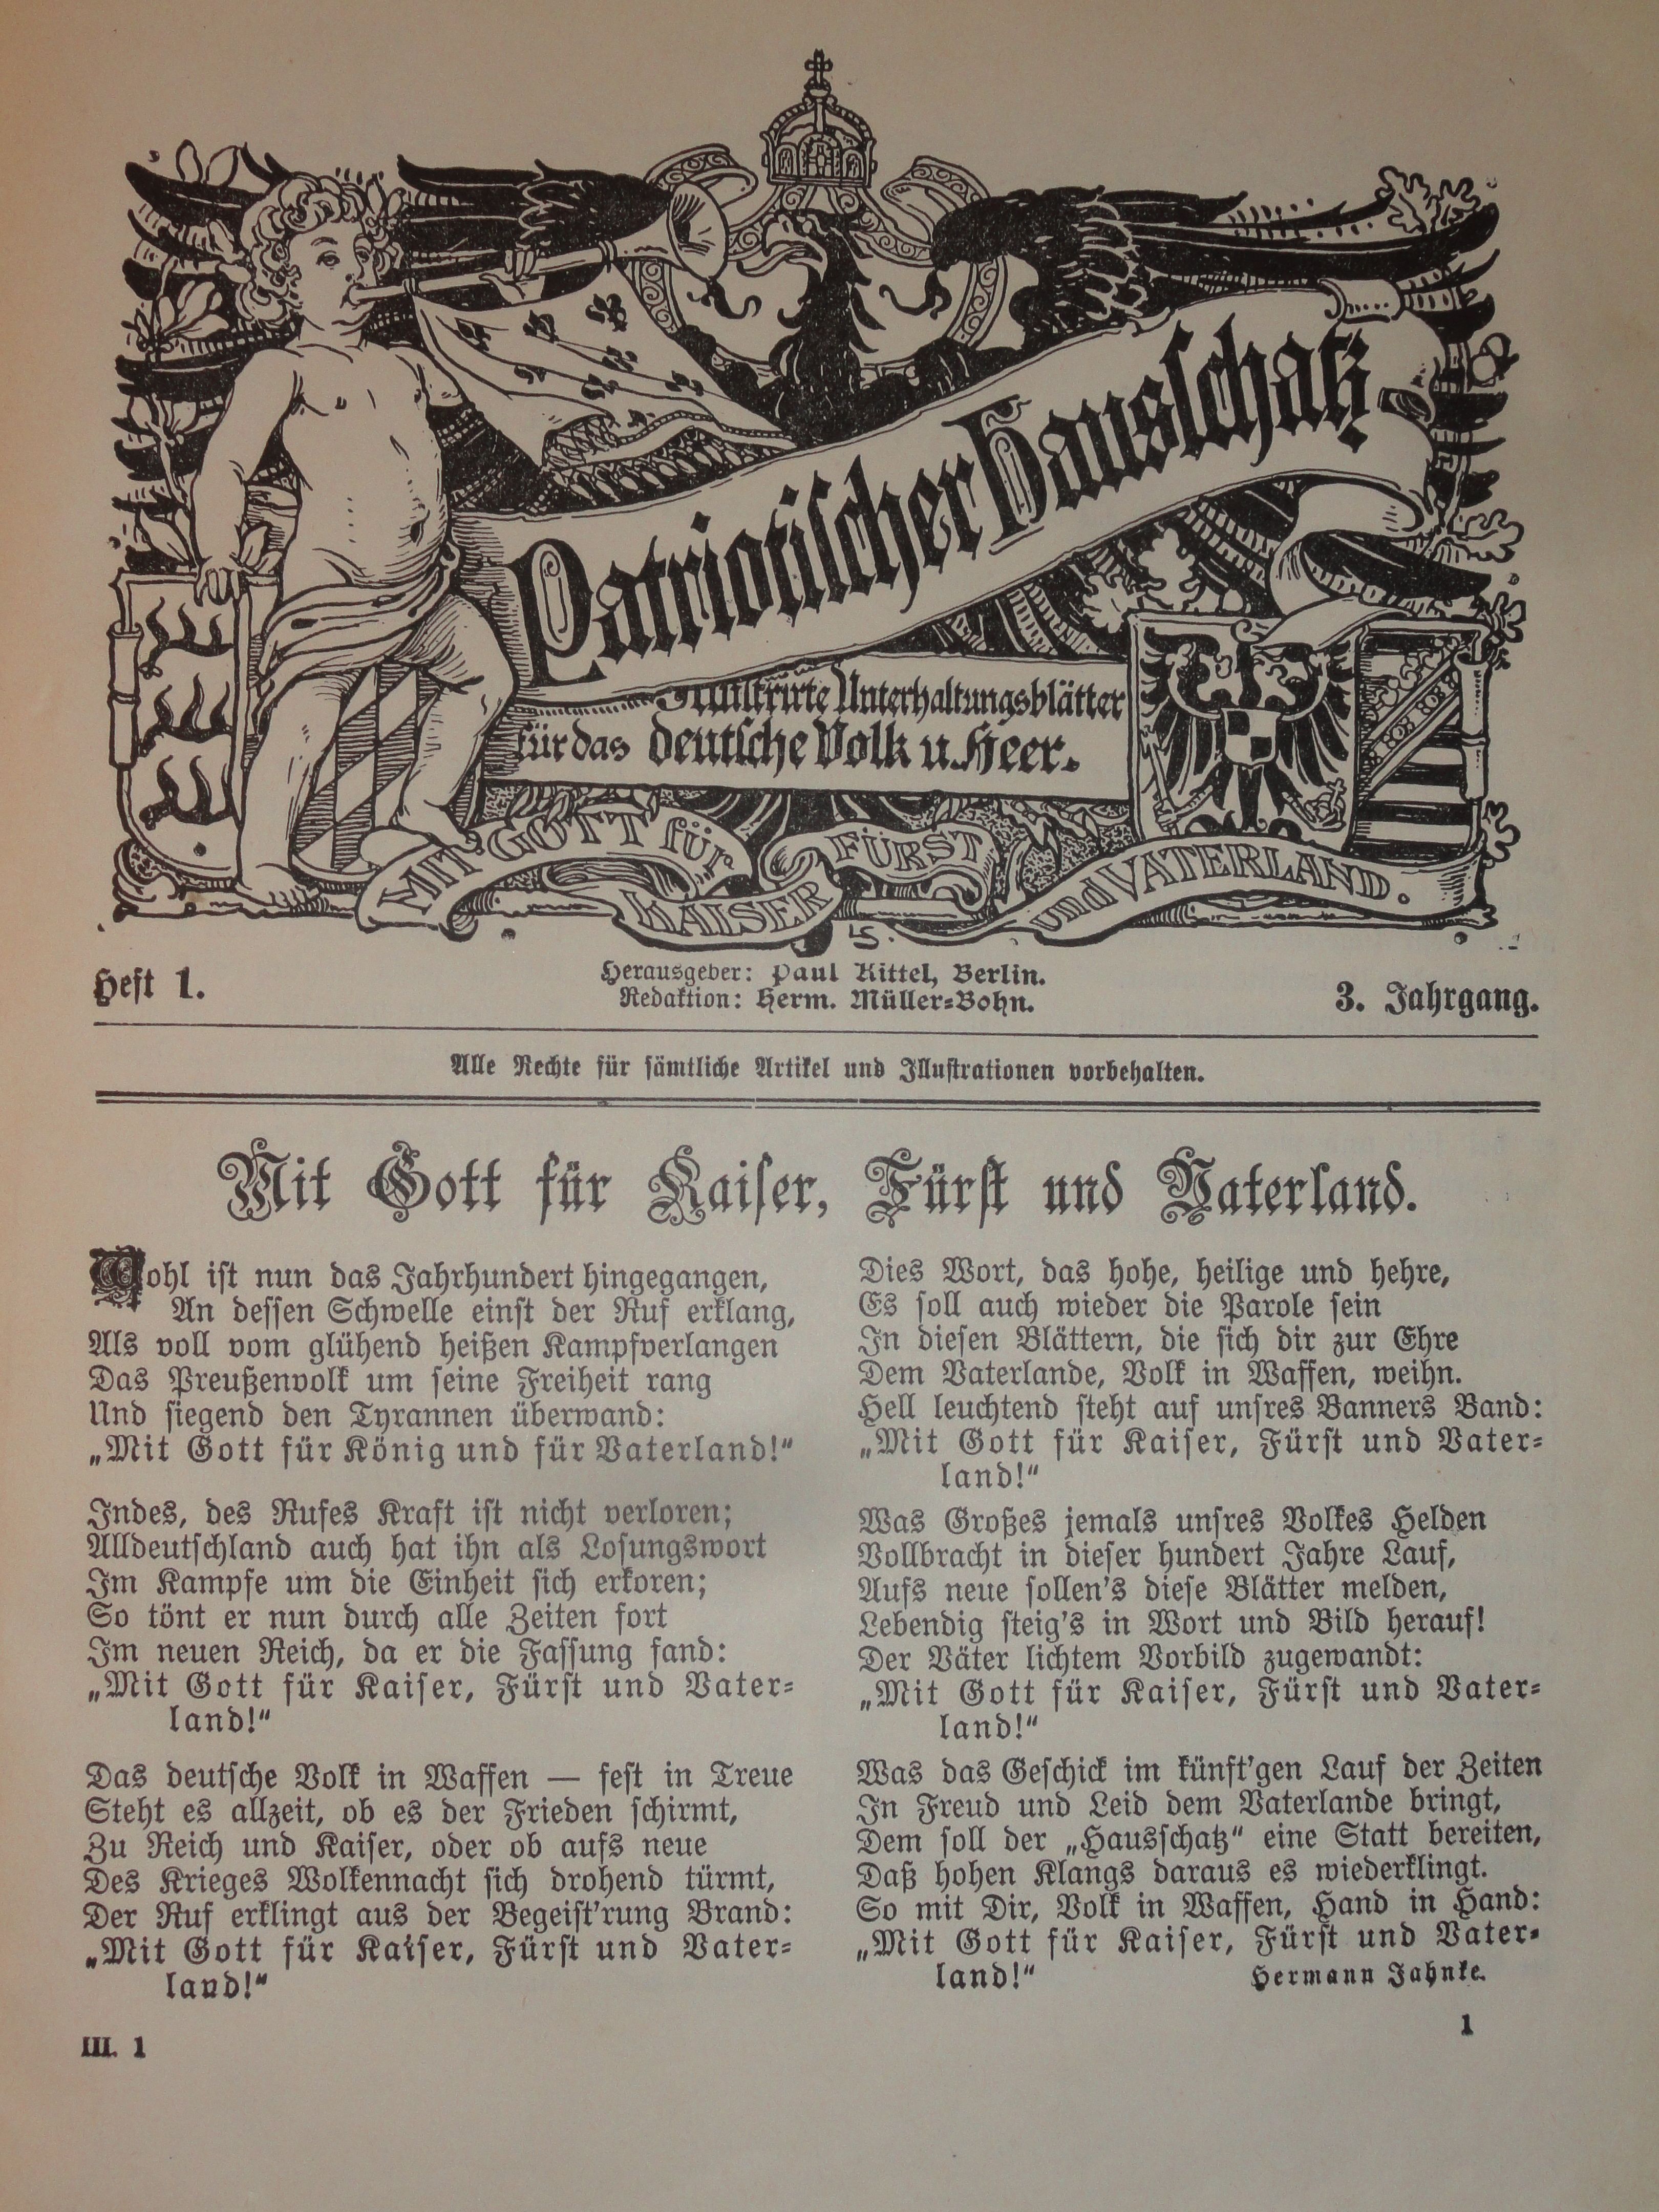 Patriotischer Hausschatz
Illustrirte Unterhaltungsblätter
für das deutsche Volk u. Heer.
MIT GOTT für
KAISER
FÜRST
und VATERLAND.
LS.
Heft 1.
Herausgeber: Paul Kittel, Berlin.
Redaktion: Herm. Müller-Bohn.
3. Jahrgang.
Alle Rechte für sämtliche Artikel und Illustrationen vorbehalten.
Mit Gott für Kaiser, Fürst und Vaterland.
Wohl ist nun das Jahrhundert hingegangen,
An dessen Schwelle einst der Ruf erklang,
Als voll vom glühend heißen Kampfverlangen
Das Preußenvolk um seine Freiheit rang
Und siegend den Tyrannen überwand:
„Mit Gott für König und für Vaterland!“
Indes, des Rufes Kraft ist nicht verloren;
Alldeutschland auch hat ihn als Losungswort
Im Kampfe um die Einheit sich erkoren;
So tönt er nun durch alle Zeiten fort
Im neuen Reich, da er die Fassung fand:
„Mit Gott für Kaiser, Fürst und Vater-
land!“
Das deutsche Volk in Waffen — fest in Treue
Steht es allzeit, ob es der Frieden schirmt,
Zu Reich und Kaiser, oder ob aufs neue
Des Krieges Wolkennacht sich drohend türmt,
Der Ruf erklingt aus der Begeist'rung Brand:
„Mit Gott für Kaiser, Fürst und Vater-
land!“
Dies Wort, das hohe, heilige und hehre,
Es soll auch wieder die Parole sein
In diesen Blättern, die sich dir zur Ehre
Dem Vaterlande, Volk in Waffen, weihn.
Hell leuchtend steht auf unsres Banners Band:
„Mit Gott für Kaiser, Fürst und Vater-
land!“
Was Großes jemals unsres Volkes Helden
Vollbracht in dieser hundert Jahre Lauf,
Aufs neue sollen's diese Blätter melden,
Lebendig steig's in Wort und Bild herauf!
Der Väter lichtem Vorbild zugewandt:
„Mit Gott für Kaiser, Fürst und Vater-
land!“
Was das Geschick im künft'gen Lauf der Zeiten
In Freud und Leid dem Vaterlande bringt,
Dem soll der „Hausschatz“ eine Statt bereiten,
Daß hohen Klangs daraus es wiederklingt.
So mit Dir, Volk in Waffen, Hand in Hand:
„Mit Gott für Kaiser, Fürst und Vater-
land!“
Hermann Jahnke.
III. 1
1